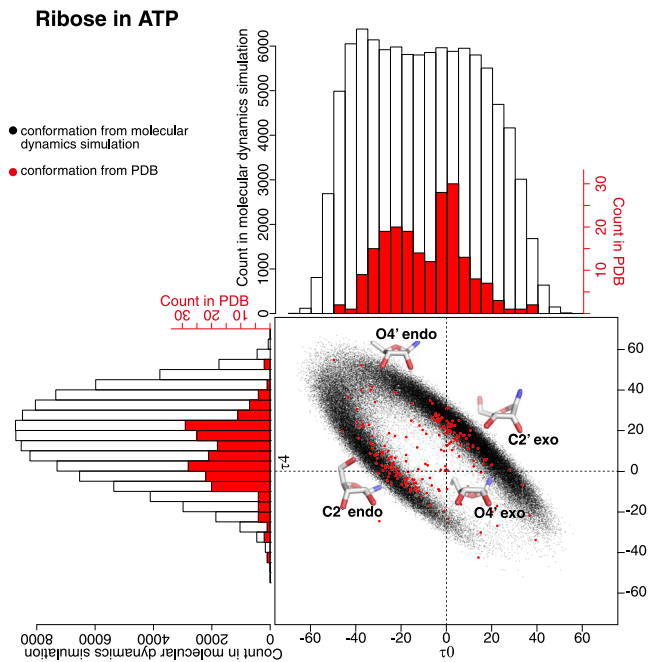 Ribose in ATP
conformation from molecular
dynamics simulation
conformation from PDB
Count in molecular dynamics simulation
0
1000
2000
3000
4000
5000
6000
10
20
30
Count in PDB
Count in PDB
30
20
10
0
O4' endo
C2' exo
C2' endo
O4' exo
τ4
60
40
20
0
-20
-40
-60
-60
-40
-20
0
20
40
60
τ0
8000
6000
4000
2000
0
Count in molecular dynamics simulation